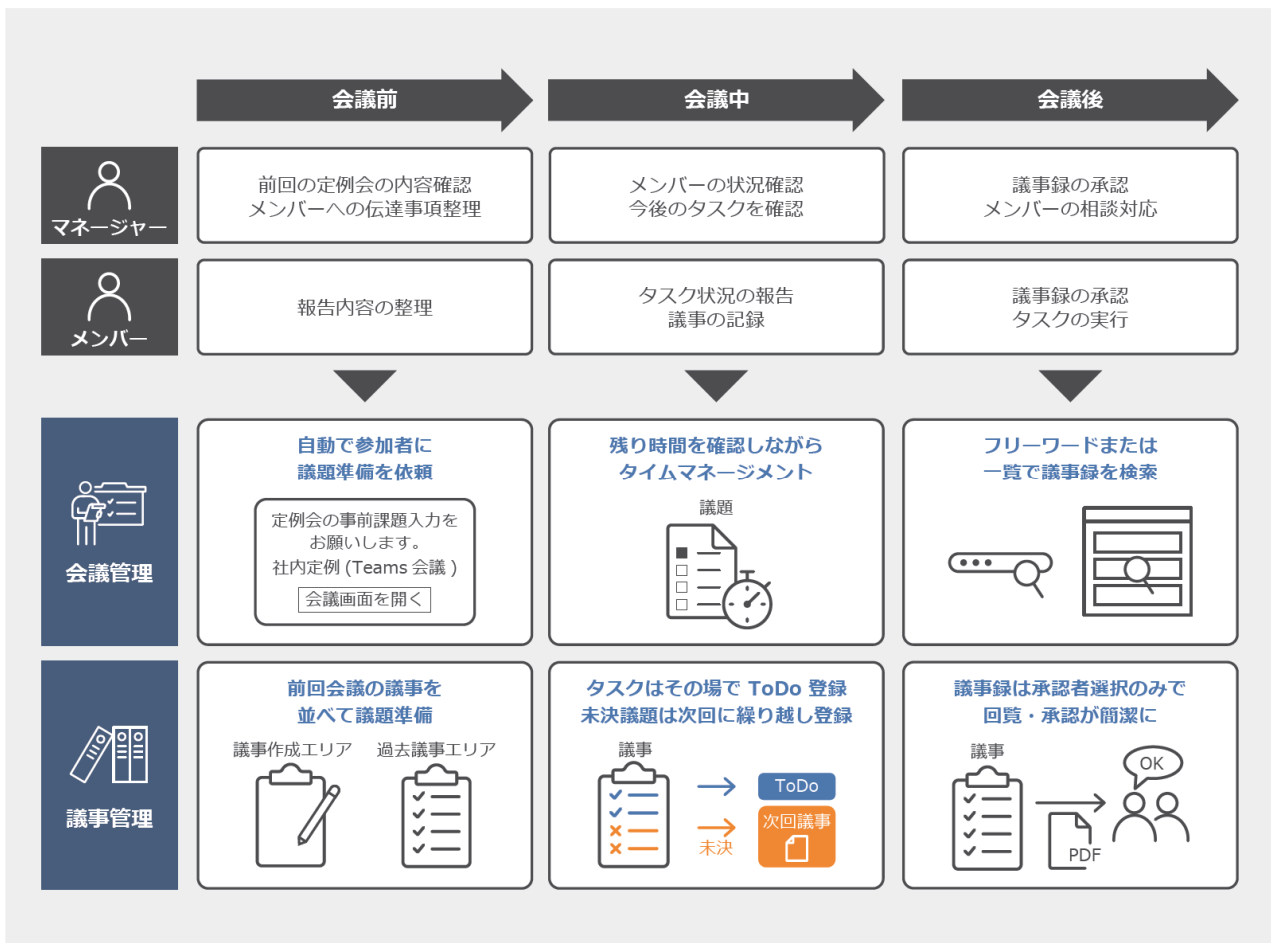 会議前
会議中
会議後
マネージャー
前回の定例会の内容確認
メンバーへの伝達事項整理
メンバーの状況確認
今後のタスクを確認
議事録の承認
メンバーの相談対応
メンバー
報告内容の整理
タスク状況の報告
議事の記録
議事録の承認
タスクの実行
会議管理
自動で参加者に
議題準備を依頼
定例会の事前課題入力を
お願いします。
社内定例 (Teams 会議 )
会議画面を開く
残り時間を確認しながら
タイムマネージメント
議題
フリーワードまたは
一覧で議事録を検索
議事管理
前回会議の議事を
並べて議題準備
議事作成エリア
過去議事エリア
タスクはその場で ToDo 登録
未決議題は次回に繰り越し登録
議事
ToDo
次回議事
未決
議事録は承認者選択のみで
回覧・承認が簡潔に
議事
OK
PDF